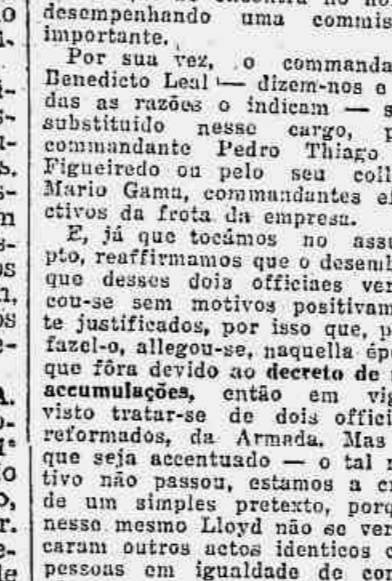 desempenhando uma commis
importante.
Por sua vez, o commanda
Benedicto Leal — dizem-nos e
das as razões o indicam — s
substituido nesse cargo, p
commandante Pedro Thiago
Figueiredo ou pelo seu coll
Mario Gama, commandantes ef
ctivos da frota da empresa.
E, já que tocámos no assu
pto, reaffirmamos que o desemb
que desses dois officiaes ver
cou-se sem motivos positivam
te justificados, por isso que, p
fazel-o, allegou-se, naquella ép
que fôra devido ao decreto de
accumulações, então em vig
visto tratar-se de dois offici
reformados, da Armada. Mas
que seja accentuado — o tal
tivo não passou, estamos a c
de um simples pretexto, porq
nesse mesmo Lloyd não se ver
caram outros actos identicos c
pessoas em igualdade de co